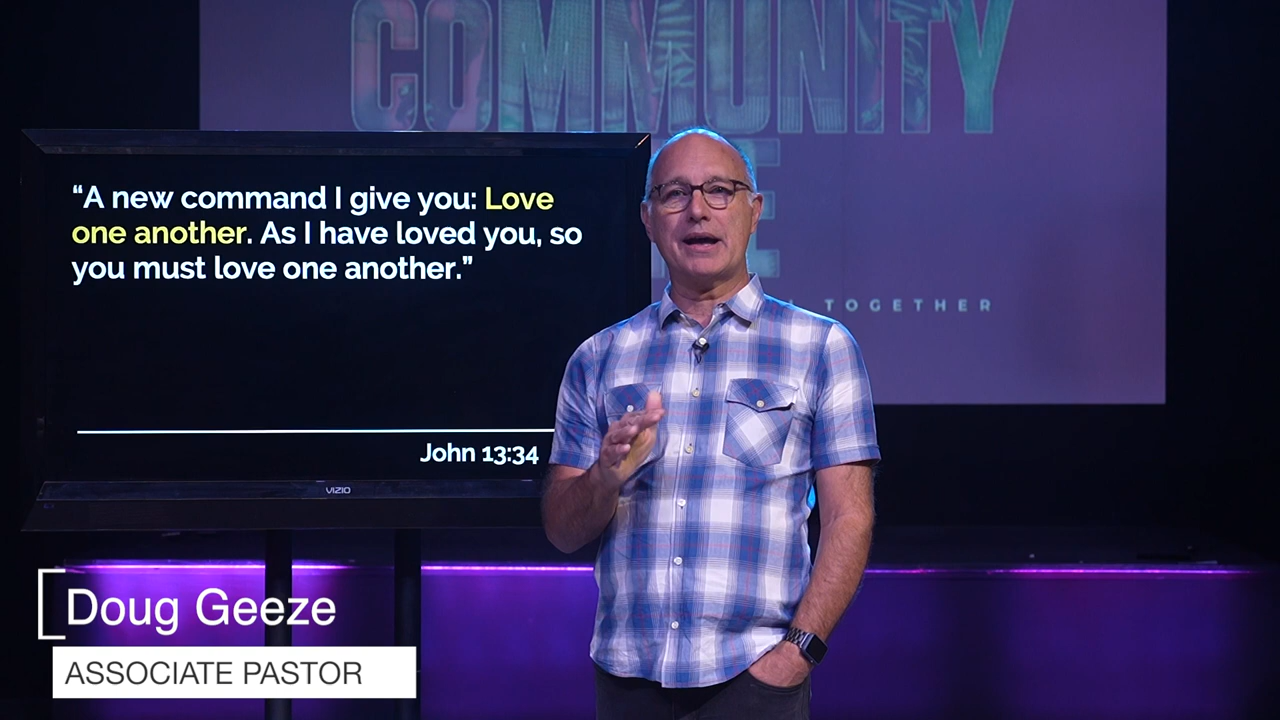 COMMUNITY
TOGETHER
“A new command I give you: Love
one another. As I have loved you, so
you must love one another.”
John 13:34
VIZIO
Doug Geeze
ASSOCIATE PASTOR